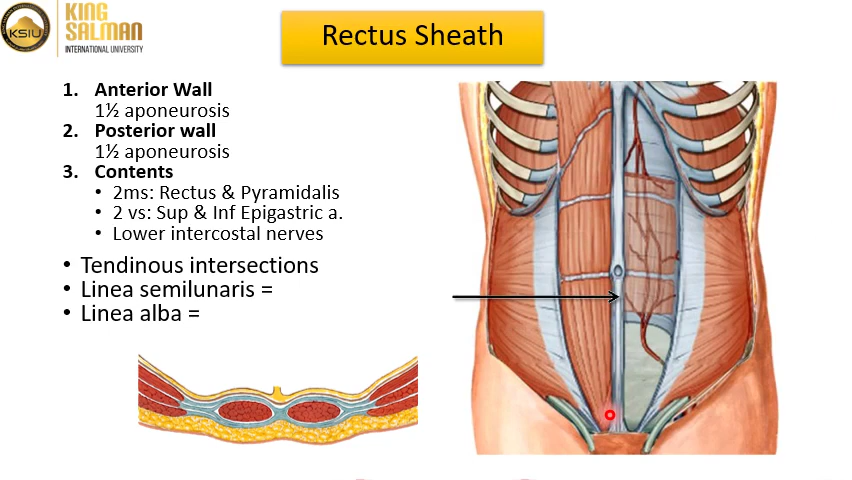 KSIU
KING
SALMAN
INTERNATIONAL UNIVERSITY
Rectus Sheath
1. Anterior Wall
1½ aponeurosis
2. Posterior wall
1½ aponeurosis
3. Contents
• 2ms: Rectus & Pyramidalis
• 2 vs: Sup & Inf Epigastric a.
• Lower intercostal nerves
• Tendinous intersections
• Linea semilunaris =
• Linea alba =